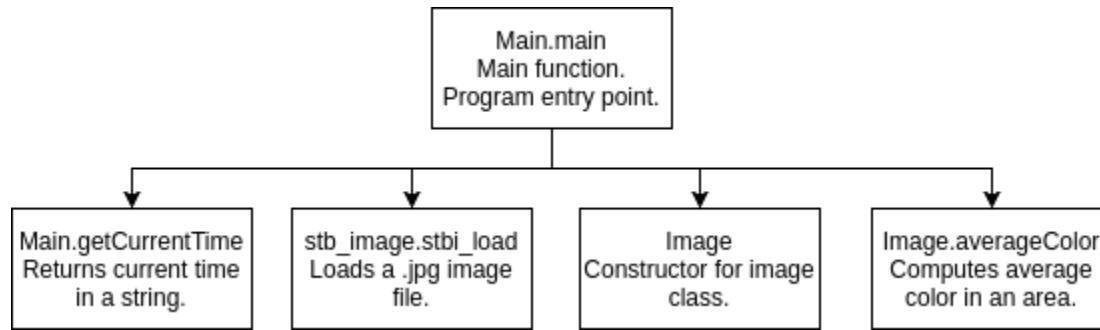 Main.main
Main function.
Program entry point.
Main.getCurrentTime
Returns current time
in a string.
stb_image.stbi_load
Loads a .jpg image
file.
Image
Constructor for image
class.
Image.averageColor
Computes average
color in an area.